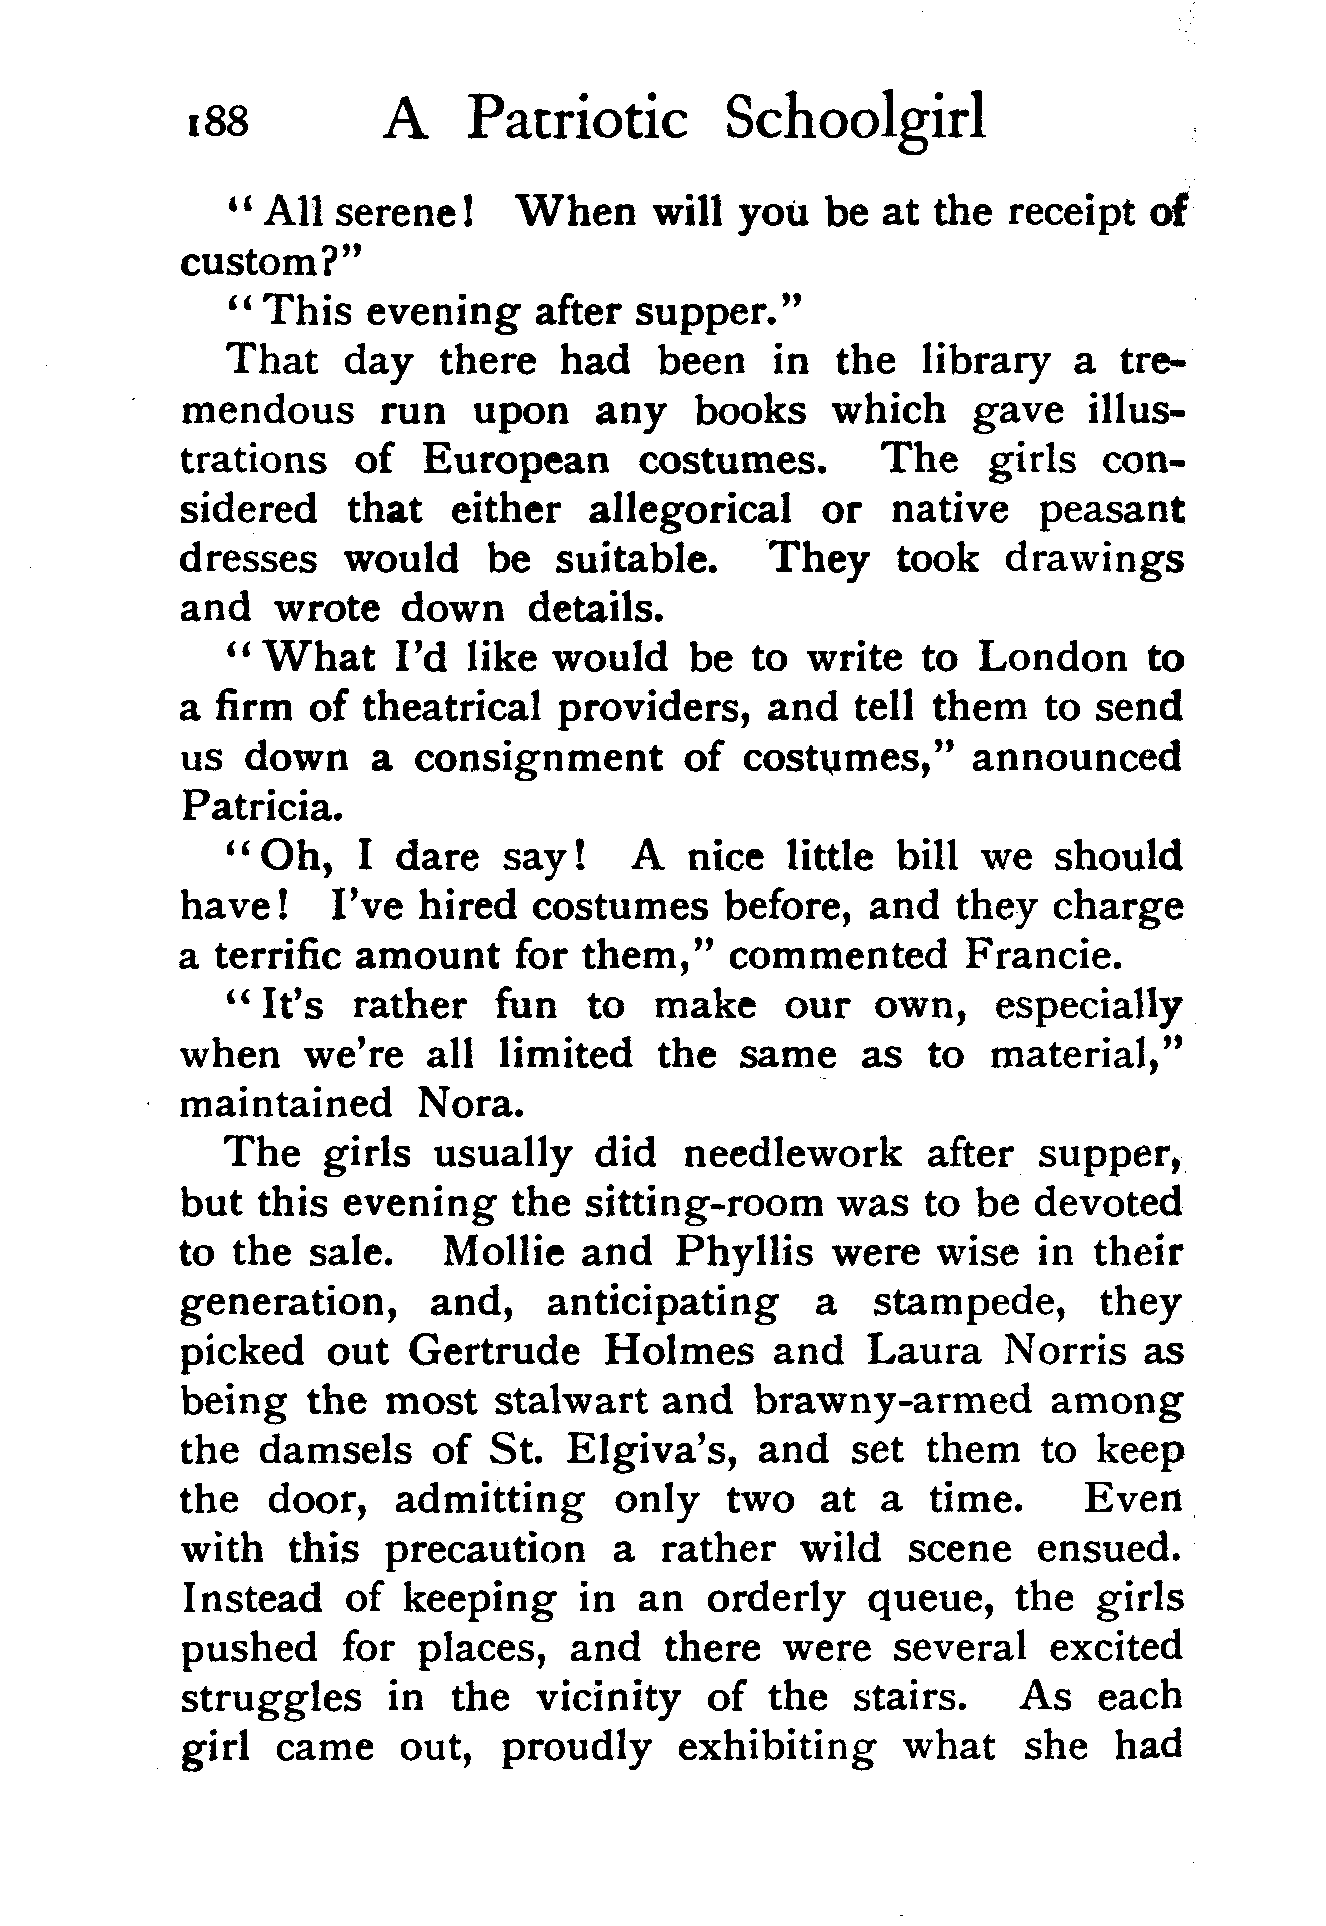 188 A Patriotic Schoolgirl
“All serene! When will you be at the receipt of
custom?”
“This evening after supper.”
That day there had been in the library a tre-
mendous run upon any books which gave illus-
trations of European costumes. The girls con-
sidered that either allegorical or native peasant
dresses would be suitable. They took drawings
and wrote down details.
“What I’d like would be to write to London to
a firm of theatrical providers, and tell them to send
us down a consignment of costumes,” announced
Patricia.
“Oh, I dare say! A nice little bill we should
have! I’ve hired costumes before, and they charge
a terrific amount for them,” commented Francie.
“It’s rather fun to make our own, especially
when we’re all limited the same as to material,”
maintained Nora.
The girls usually did needlework after supper,
but this evening the sitting-room was to be devoted
to the sale. Mollie and Phyllis were wise in their
generation, and, anticipating a stampede, they
picked out Gertrude Holmes and Laura Norris as
being the most stalwart and brawny-armed among
the damsels of St. Elgiva’s, and set them to keep
the door, admitting only two at a time. Even
with this precaution a rather wild scene ensued.
Instead of keeping in an orderly queue, the girls
pushed for places, and there were several excited
struggles in the vicinity of the stairs. As each
girl came out, proudly exhibiting what she had